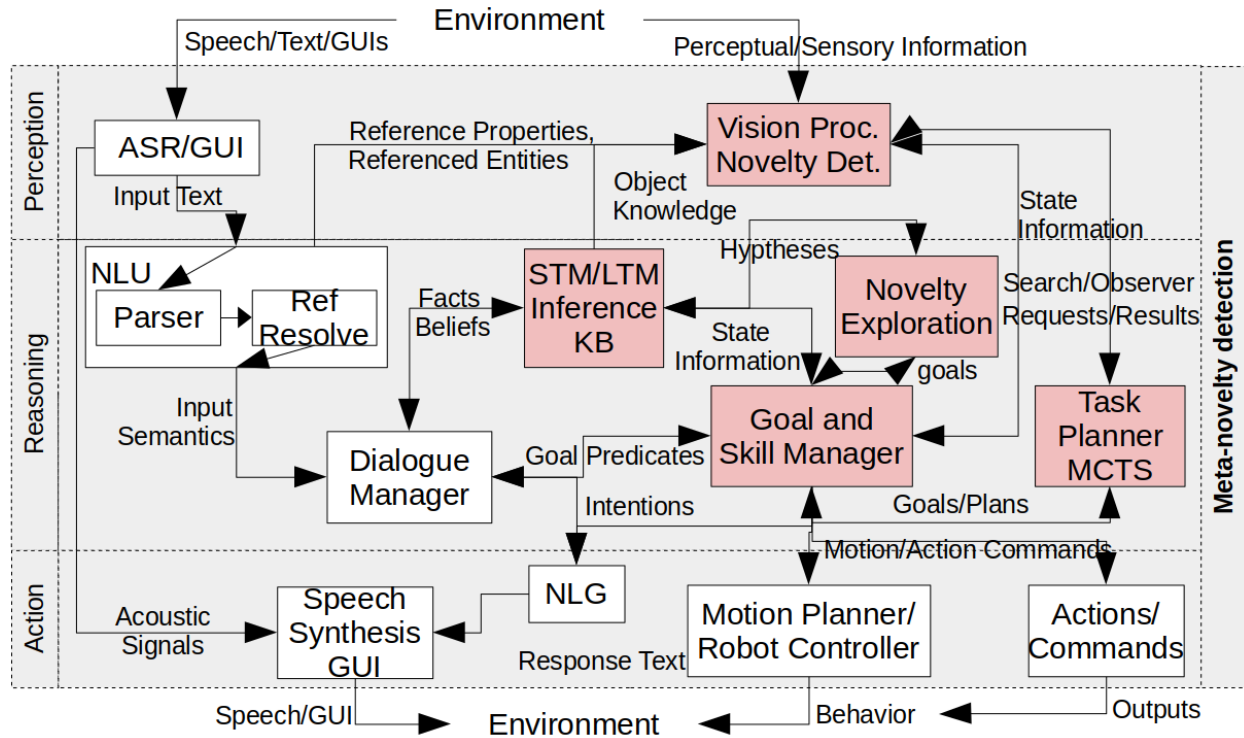 Environment
Speech/Text/GUIs
Perceptual/Sensory Information
Perception
ASR/GUI
Reference Properties,
Referenced Entities
Vision Proc.
Novelty Det.
Input Text
Object
Knowledge
State
Information
Hyptheses
NLU
Parser
Ref
Resolve
Facts
Beliefs
STM/LTM
Inference
KB
Novelty
Exploration
Search/Observer
Requests/Results
State
Information
goals
Reasoning
Input
Semantics
Dialogue
Manager
Goal Predicates
Goal and
Skill Manager
Task
Planner
MCTS
Intentions
Goals/Plans
Motion/Action Commands
Meta-novelty detection
Action
Acoustic
Signals
Speech
Synthesis
GUI
NLG
Response Text
Motion Planner/
Robot Controller
Actions/
Commands
Speech/GUI
Environment
Behavior
Outputs